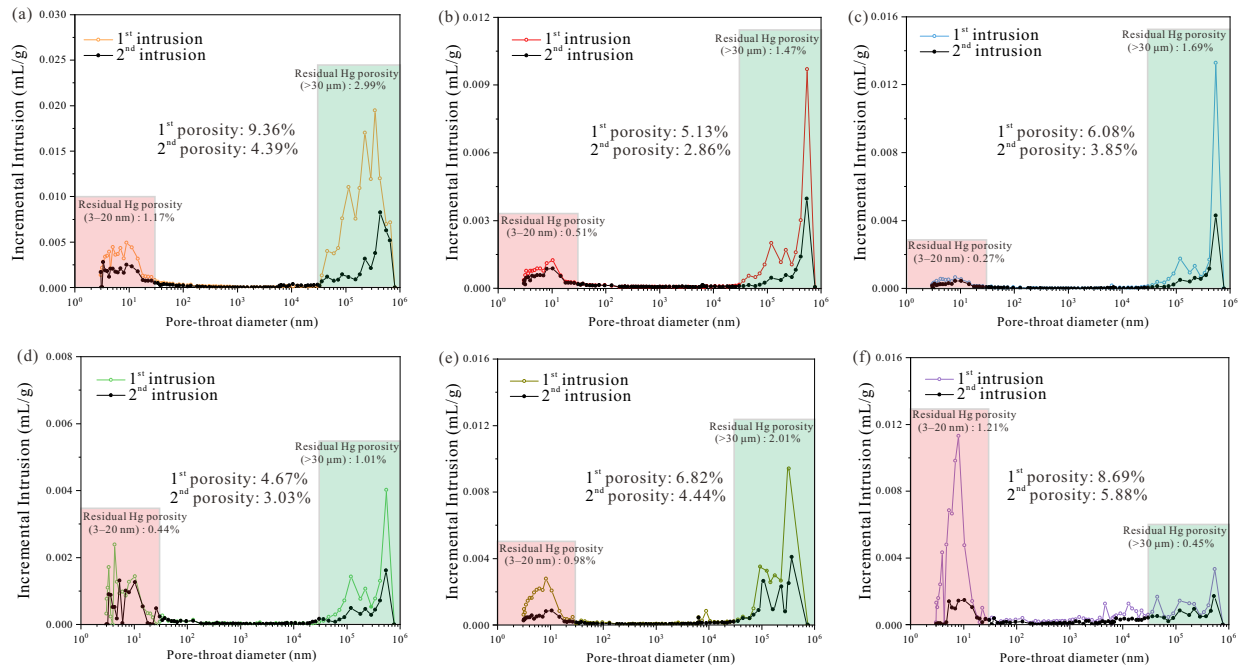 (a)
0.030
0.025
0.020
0.015
0.010
0.005
0.000
Incremental Intrusion (mL/g)
1st intrusion
2nd intrusion
Residual Hg porosity
(>30 μm) : 2.99%
1st porosity: 9.36%
2nd porosity: 4.39%
Residual Hg porosity
(3–20 nm) : 1.17%
10^0 10^1 10^2 10^3 10^4 10^5 10^6
Pore-throat diameter (nm)
(b)
0.012
0.009
0.006
0.003
0.000
Incremental Intrusion (mL/g)
1st intrusion
2nd intrusion
Residual Hg porosity
(>30 μm) : 1.47%
1st porosity: 5.13%
2nd porosity: 2.86%
Residual Hg porosity
(3–20 nm) : 0.51%
10^0 10^1 10^2 10^3 10^4 10^5 10^6
Pore-throat diameter (nm)
(c)
0.016
0.012
0.008
0.004
0.000
Incremental Intrusion (mL/g)
1st intrusion
2nd intrusion
Residual Hg porosity
(>30 μm) : 1.69%
1st porosity: 6.08%
2nd porosity: 3.85%
Residual Hg porosity
(3–20 nm) : 0.27%
10^0 10^1 10^2 10^3 10^4 10^5 10^6
Pore-throat diameter (nm)
(d)
0.008
0.006
0.004
0.002
0.000
Incremental Intrusion (mL/g)
1st intrusion
2nd intrusion
Residual Hg porosity
(>30 μm) : 1.01%
1st porosity: 4.67%
2nd porosity: 3.03%
Residual Hg porosity
(3–20 nm) : 0.44%
10^0 10^1 10^2 10^3 10^4 10^5 10^6
Pore-throat diameter (nm)
(e)
0.016
0.012
0.008
0.004
0.000
Incremental Intrusion (mL/g)
1st intrusion
2nd intrusion
Residual Hg porosity
(>30 μm) : 2.01%
1st porosity: 6.82%
2nd porosity: 4.44%
Residual Hg porosity
(3–20 nm) : 0.98%
10^0 10^1 10^2 10^3 10^4 10^5 10^6
Pore-throat diameter (nm)
(f)
0.016
0.012
0.008
0.004
0.000
Incremental Intrusion (mL/g)
1st intrusion
2nd intrusion
Residual Hg porosity
(3–20 nm) : 1.21%
1st porosity: 8.69%
2nd porosity: 5.88%
Residual Hg porosity
(>30 μm) : 0.45%
10^0 10^1 10^2 10^3 10^4 10^5 10^6
Pore-throat diameter (nm)